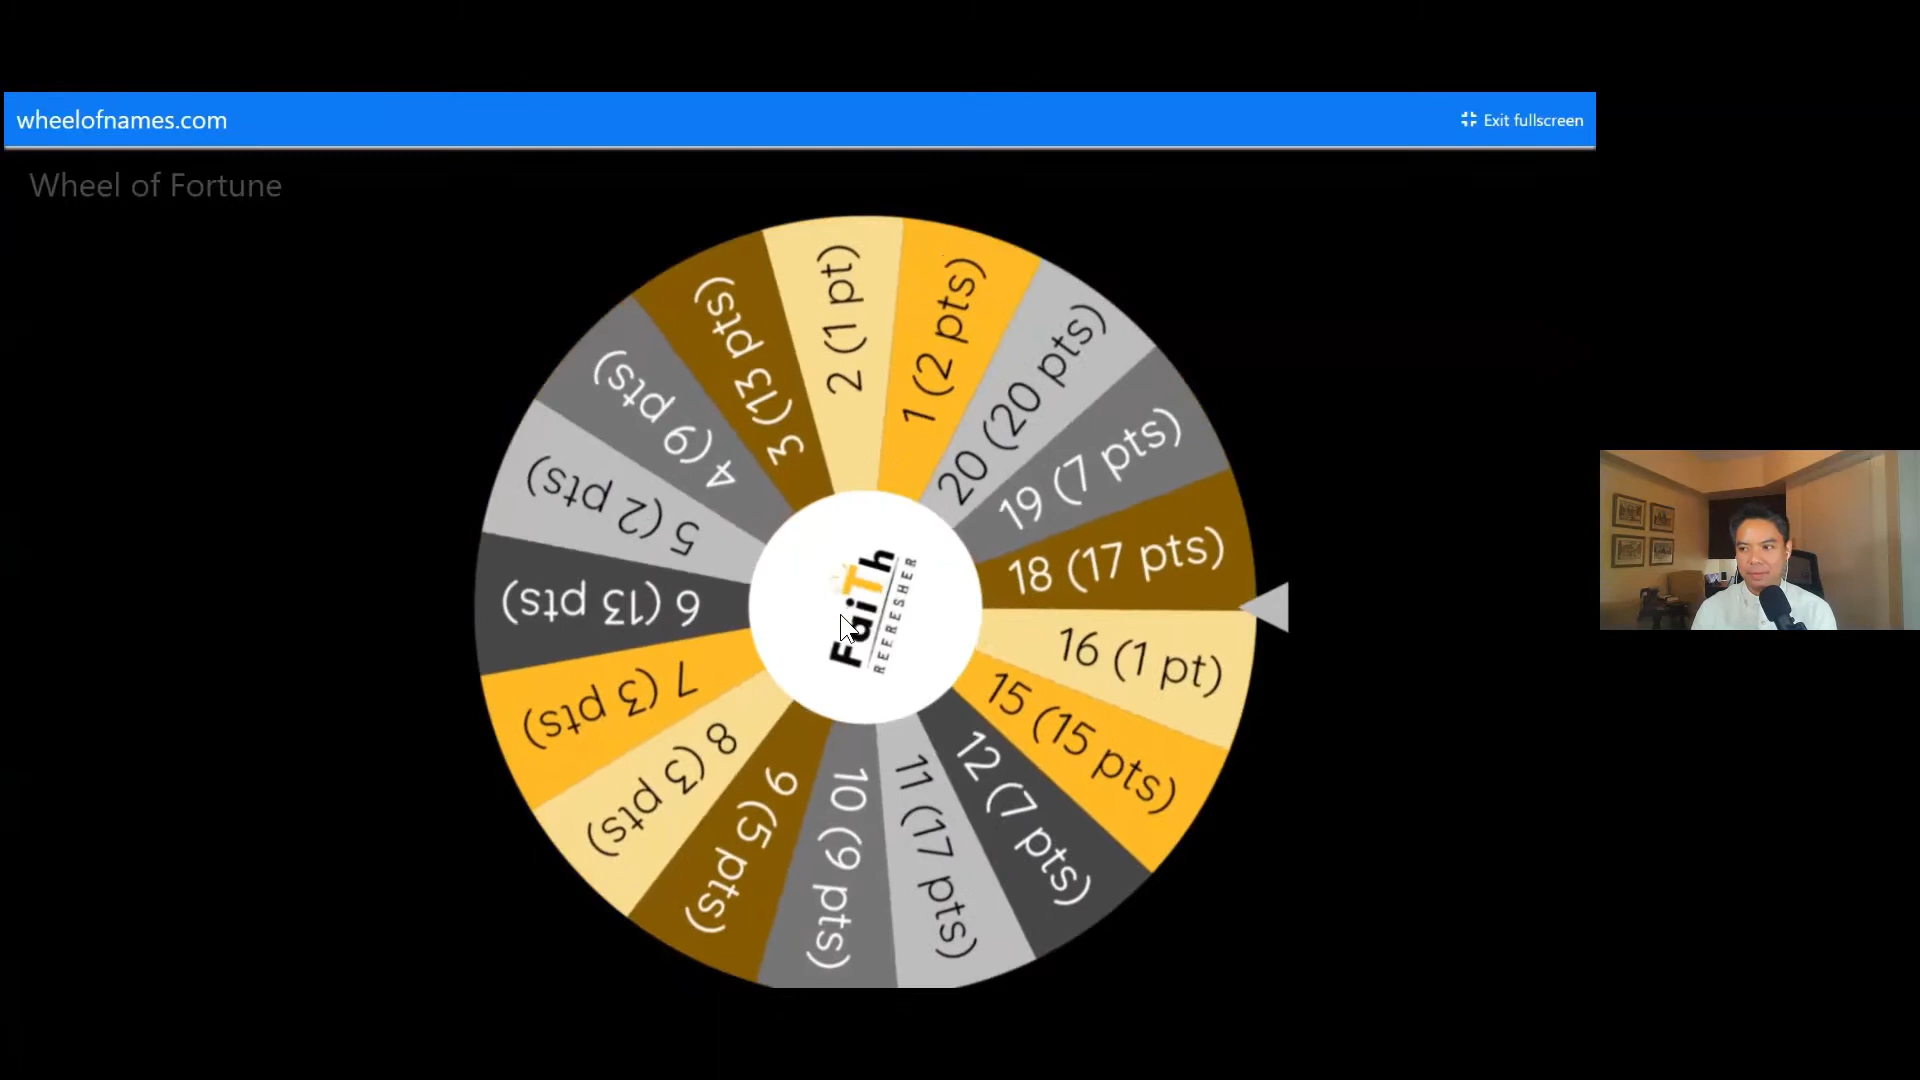 wheelofnames.com
Exit fullscreen
Wheel of Fortune
2 (1 pt)
1 (2 pts)
20 (20 pts)
19 (7 pts)
18 (17 pts)
16 (1 pt)
15 (15 pts)
12 (7 pts)
11 (17 pts)
10 (9 pts)
9 (5 pts)
8 (3 pts)
7 (3 pts)
6 (13 pts)
5 (2 pts)
4 (9 pts)
3 (13 pts)
FaiTh
REFRESHER